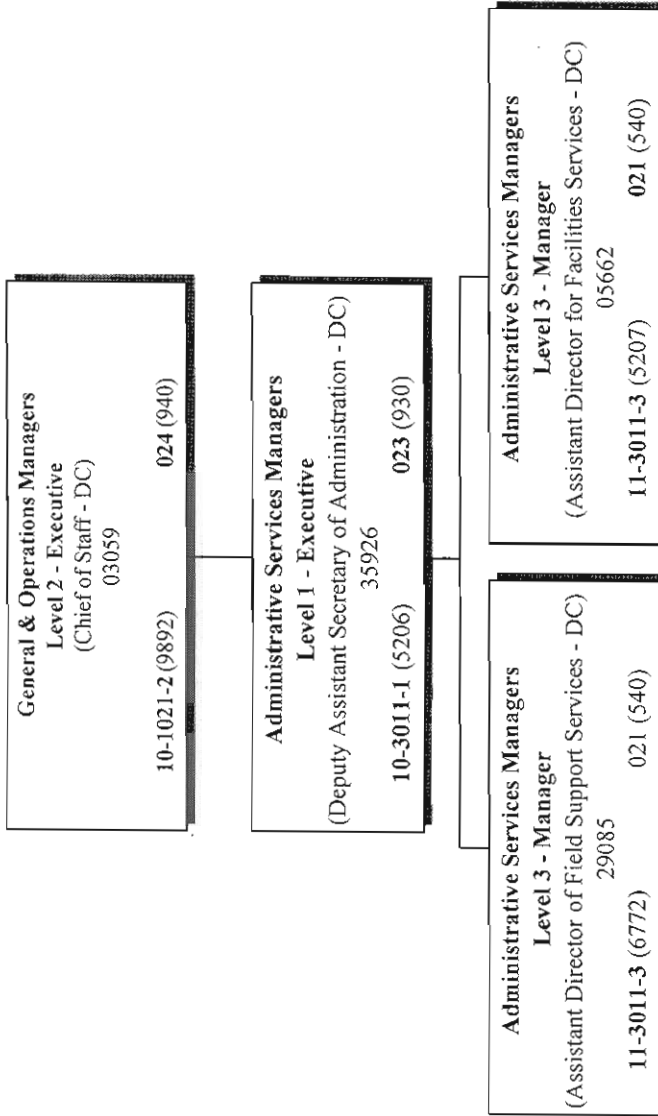 General & Operations Managers
Level 2 - Executive
(Chief of Staff - DC)
03059
10-1021-2 (9892) 024 (940)
Administrative Services Managers
Level 1 - Executive
(Deputy Assistant Secretary of Administration - DC)
35926
10-3011-1 (5206) 023 (930)
Administrative Services Managers
Level 3 - Manager
(Assistant Director of Field Support Services - DC)
29085
11-3011-3 (6772) 021 (540)
Administrative Services Managers
Level 3 - Manager
(Assistant Director for Facilities Services - DC)
05662
11-3011-3 (5207) 021 (540)